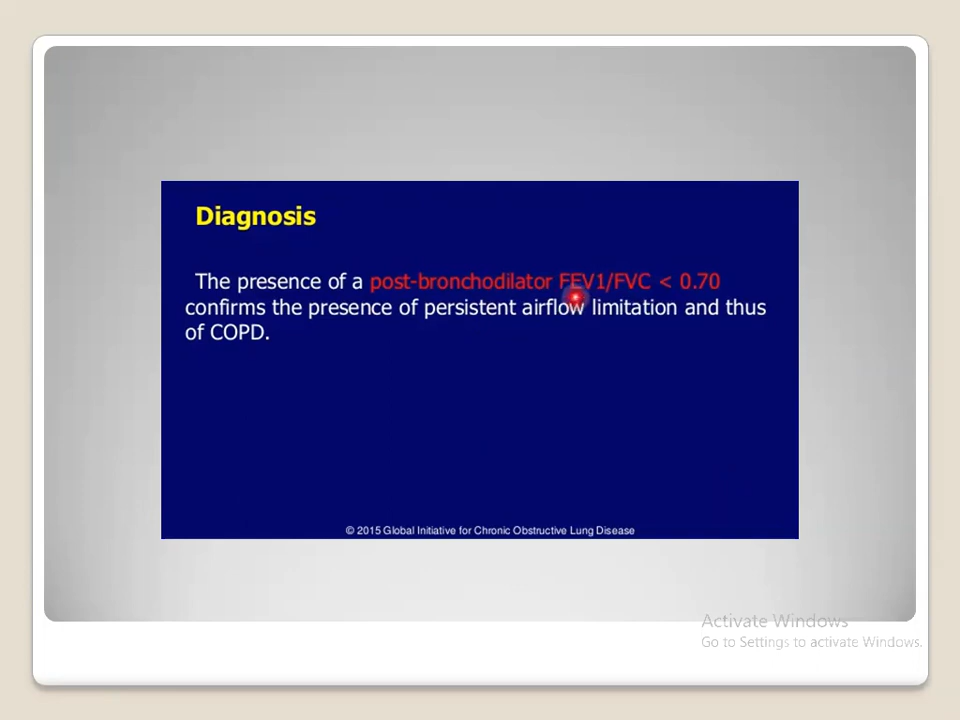 Diagnosis
The presence of a post-bronchodilator FEV1/FVC < 0.70
confirms the presence of persistent airflow limitation and thus
of COPD.
© 2015 Global Initiative for Chronic Obstructive Lung Disease
Activate Windows
Go to Settings to activate Windows.